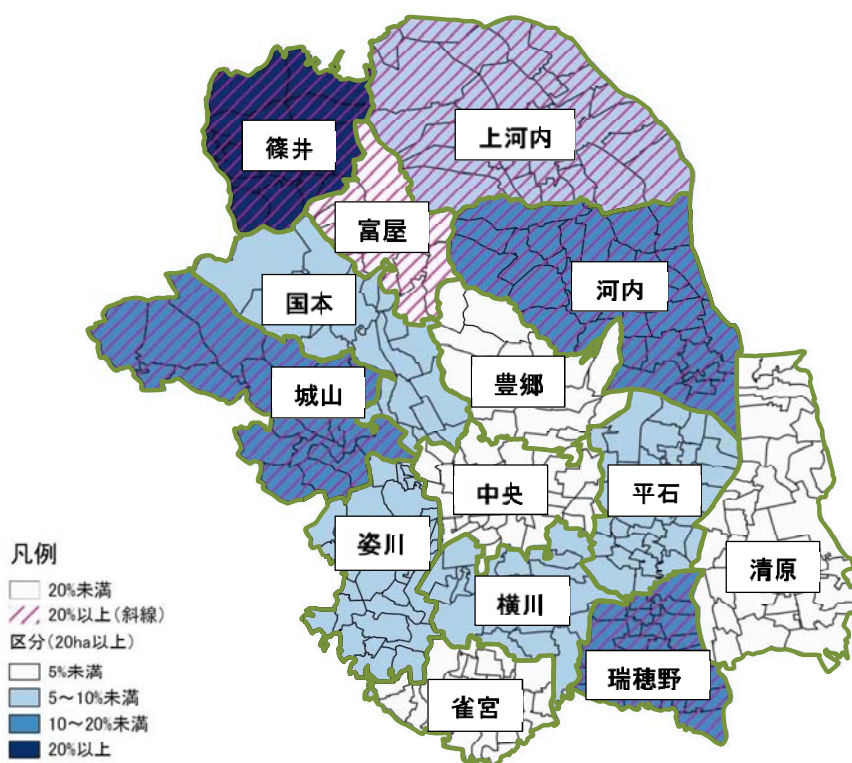 上河内
篠井
富屋
河内
国本
豊郷
城山
中央
平石
姿川
清原
横川
瑞穂野
雀宮
凡例
20%未満
20%以上(斜線)
区分(20ha以上)
5%未満
5～10%未満
10～20%未満
20%以上